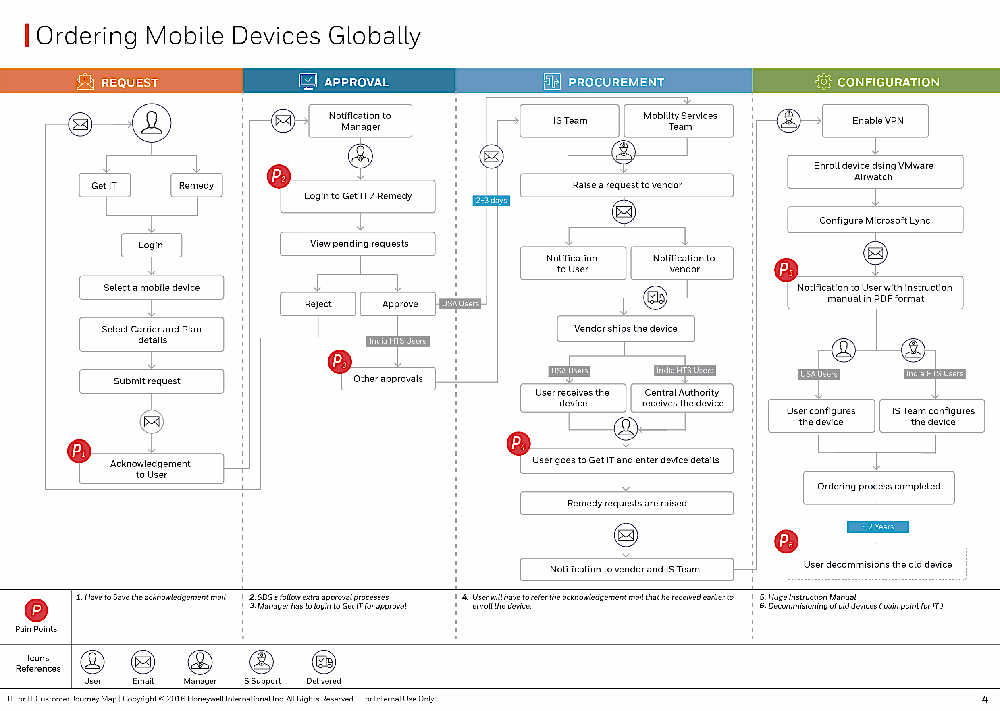 Ordering Mobile Devices Globally
REQUEST
APPROVAL
PROCUREMENT
CONFIGURATION
Get IT
Remedy
Login
Select a mobile device
Select Carrier and Plan
details
Submit request
P1
Acknowledgement
to User
Notification to
Manager
P2
Login to Get IT / Remedy
View pending requests
Reject
Approve
USA Users
India HTS Users
P3
Other approvals
2-3 days
IS Team
Mobility Services
Team
Raise a request to vendor
Notification
to User
Notification to
vendor
Vendor ships the device
USA Users
India HTS Users
User receives the
device
Central Authority
receives the device
P4
User goes to Get IT and enter device details
Remedy requests are raised
Notification to vendor and IS Team
Enable VPN
Enroll device dsing VMware
Airwatch
Configure Microsoft Lync
P5
Notification to User with instruction
manual in PDF format
USA Users
India HTS Users
User configures
the device
IS Team configures
the device
Ordering process completed
~ 2 Years
P6
User decommisions the old device
P
Pain Points
1. Have to Save the acknowledgement mail
2. SBG's follow extra approval processes
3. Manager has to login to Get IT for approval
4. User will have to refer the acknowledgement mail that he received earlier to
enroll the device.
5. Huge Instruction Manual
6. Decommisioning of old devices ( pain point for IT )
Icons
References
User
Email
Manager
IS Support
Delivered
IT for IT Customer Journey Map | Copyright © 2016 Honeywell International Inc. All Rights Reserved. | For Internal Use Only
4